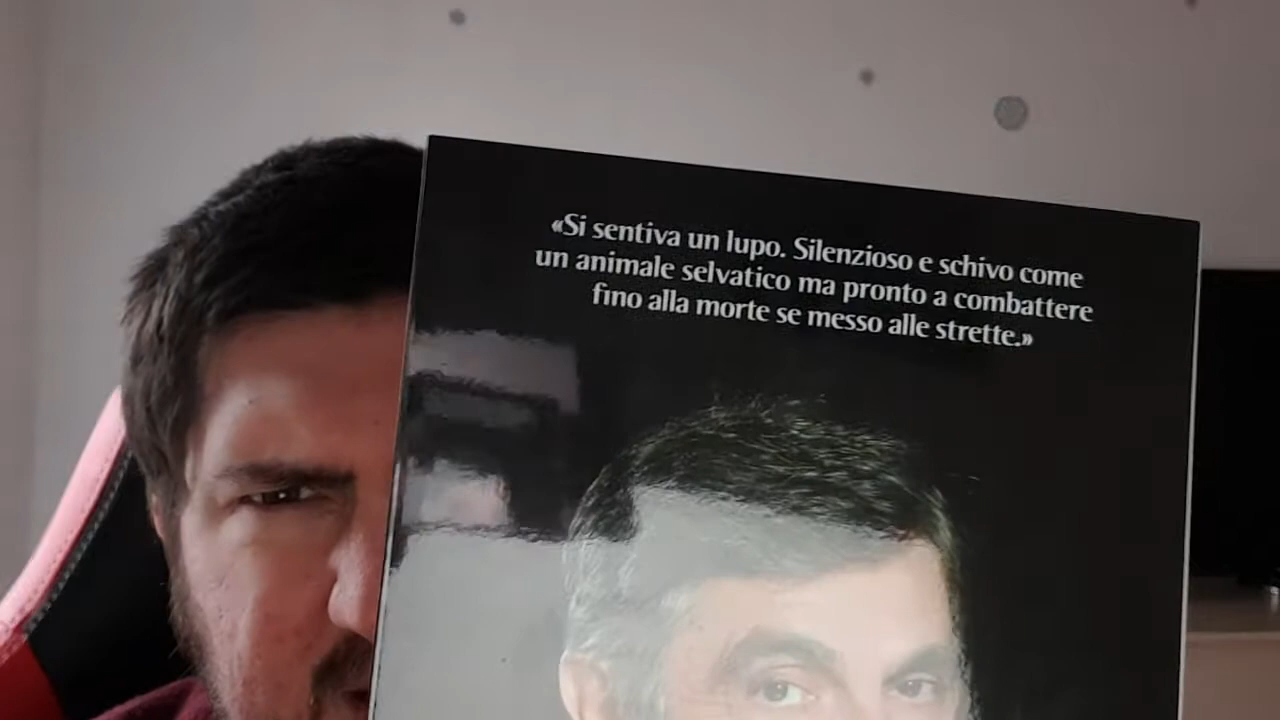 «Si sentiva un lupo. Silenzioso e schivo come
un animale selvatico ma pronto a combattere
fino alla morte se messo alle strette.»